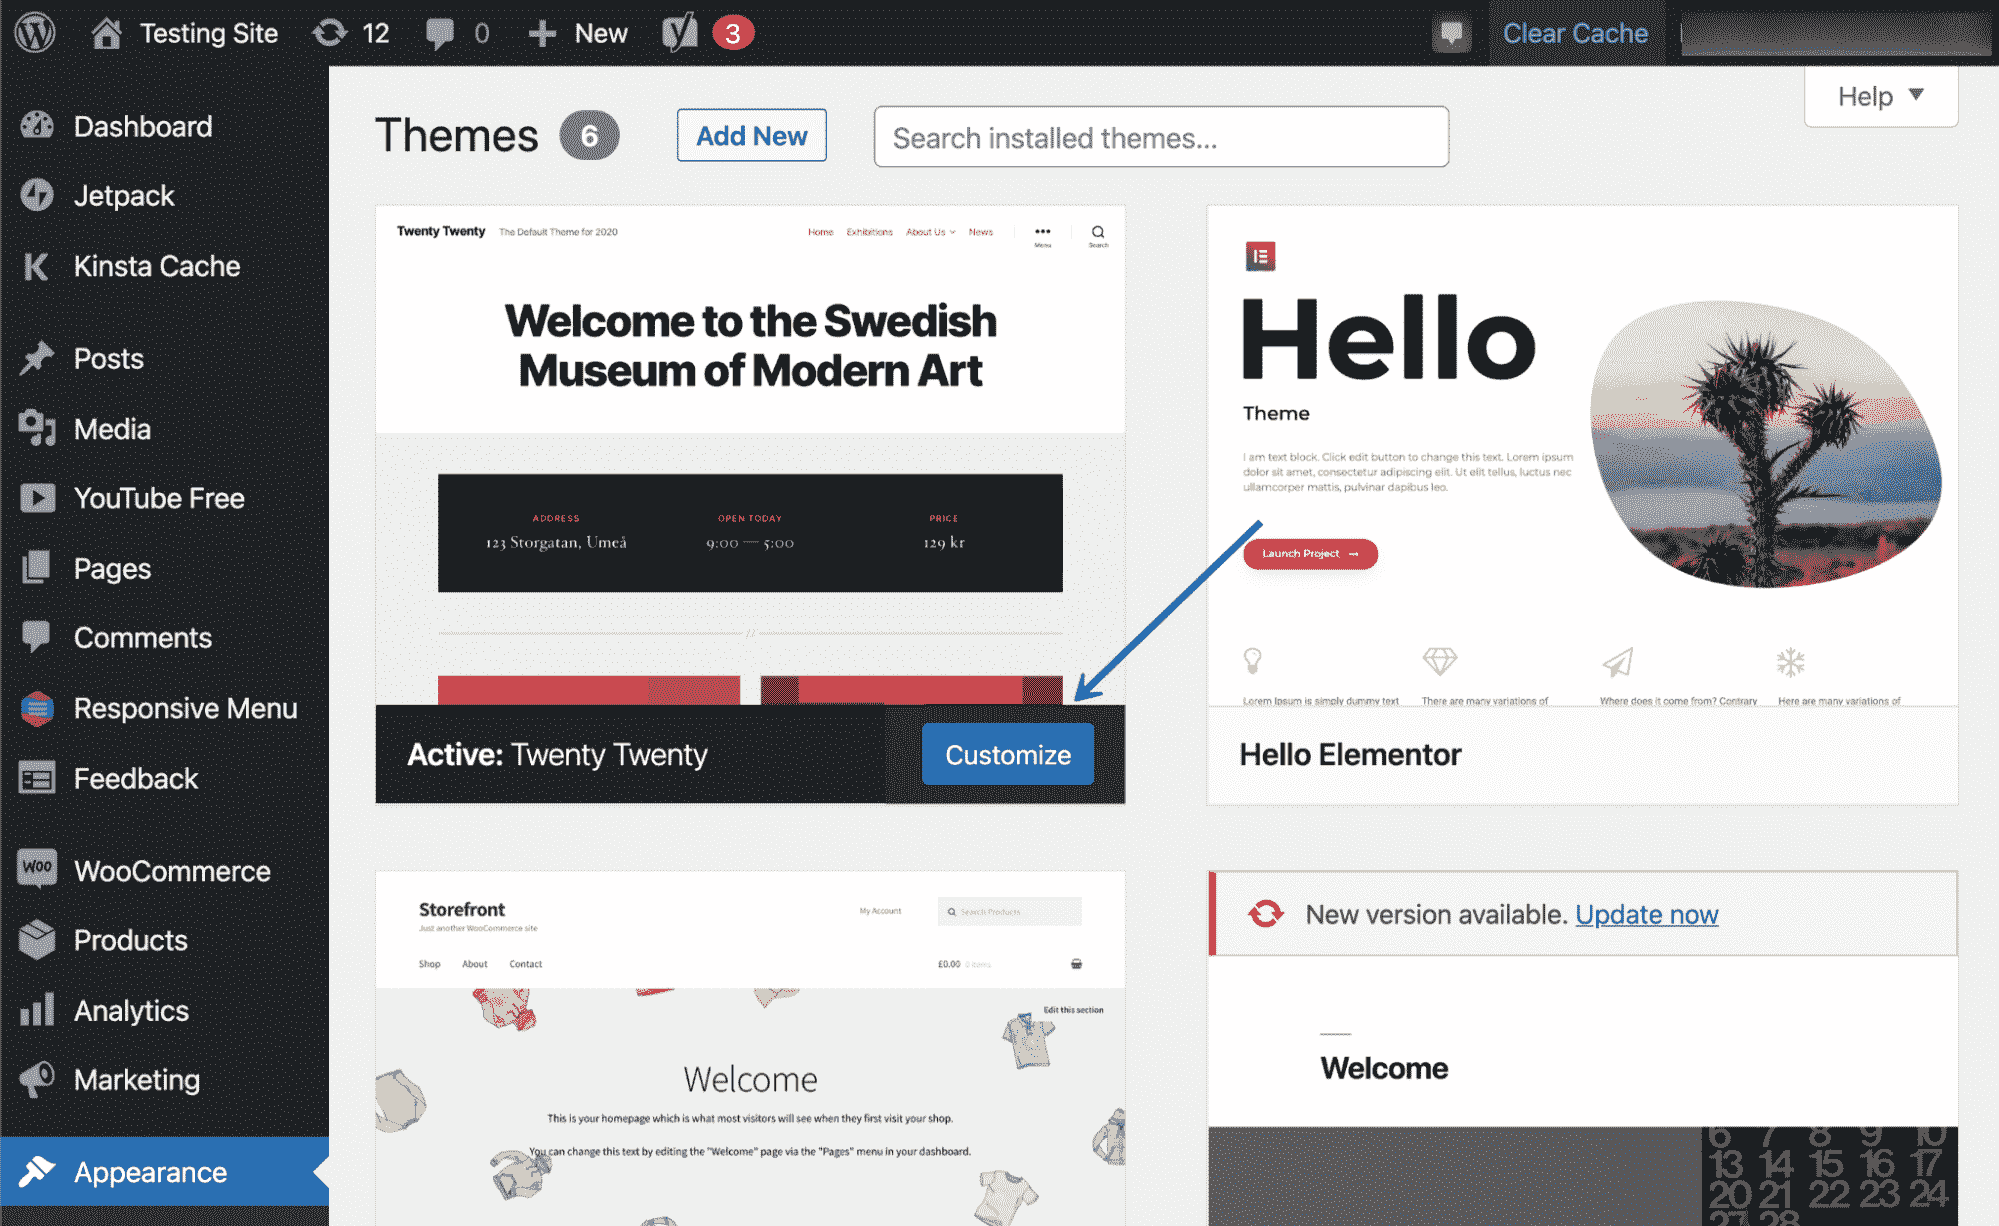 Testing Site 12 0 New 3 Clear Cache
Help
Dashboard
Jetpack
Kinsta Cache
Posts
Media
YouTube Free
Pages
Comments
Responsive Menu
Feedback
WOO WooCommerce
Products
Analytics
Marketing
Appearance
Themes 6 Add New Search installed themes...
Twenty Twenty The Default Theme for 2020 Home Exhibitions About Us News Menu Search
Welcome to the Swedish
Museum of Modern Art
ADDRESS OPEN TODAY PRICE
123 Storgatan, Umeå 9:00 — 5:00 129 kr
Active: Twenty Twenty Customize
Hello
Theme
I am text block. Click edit button to change this text. Lorem ipsum
dolor sit amet, consectetur adipiscing elit. Ut elit tellus, luctus nec
ullamcorper mattis, pulvinar dapibus leo.
Launch Project →
Lorem Ipsum is simply dummy text There are many variations of Where does it come from? Contrary Here are many variations of
Hello Elementor
Storefront My Account Search Products
Just another WooCommerce site
Shop About Contact £0.00 0 items
Edit this section
Welcome
This is your homepage which is what most visitors will see when they first visit your shop.
You can change this text by editing the "Welcome" page via the "Pages" menu in your dashboard.
New version available. Update now
Welcome
6 7 8 9 10
13 14 15 16 17
20 21 22 23 24
27 28